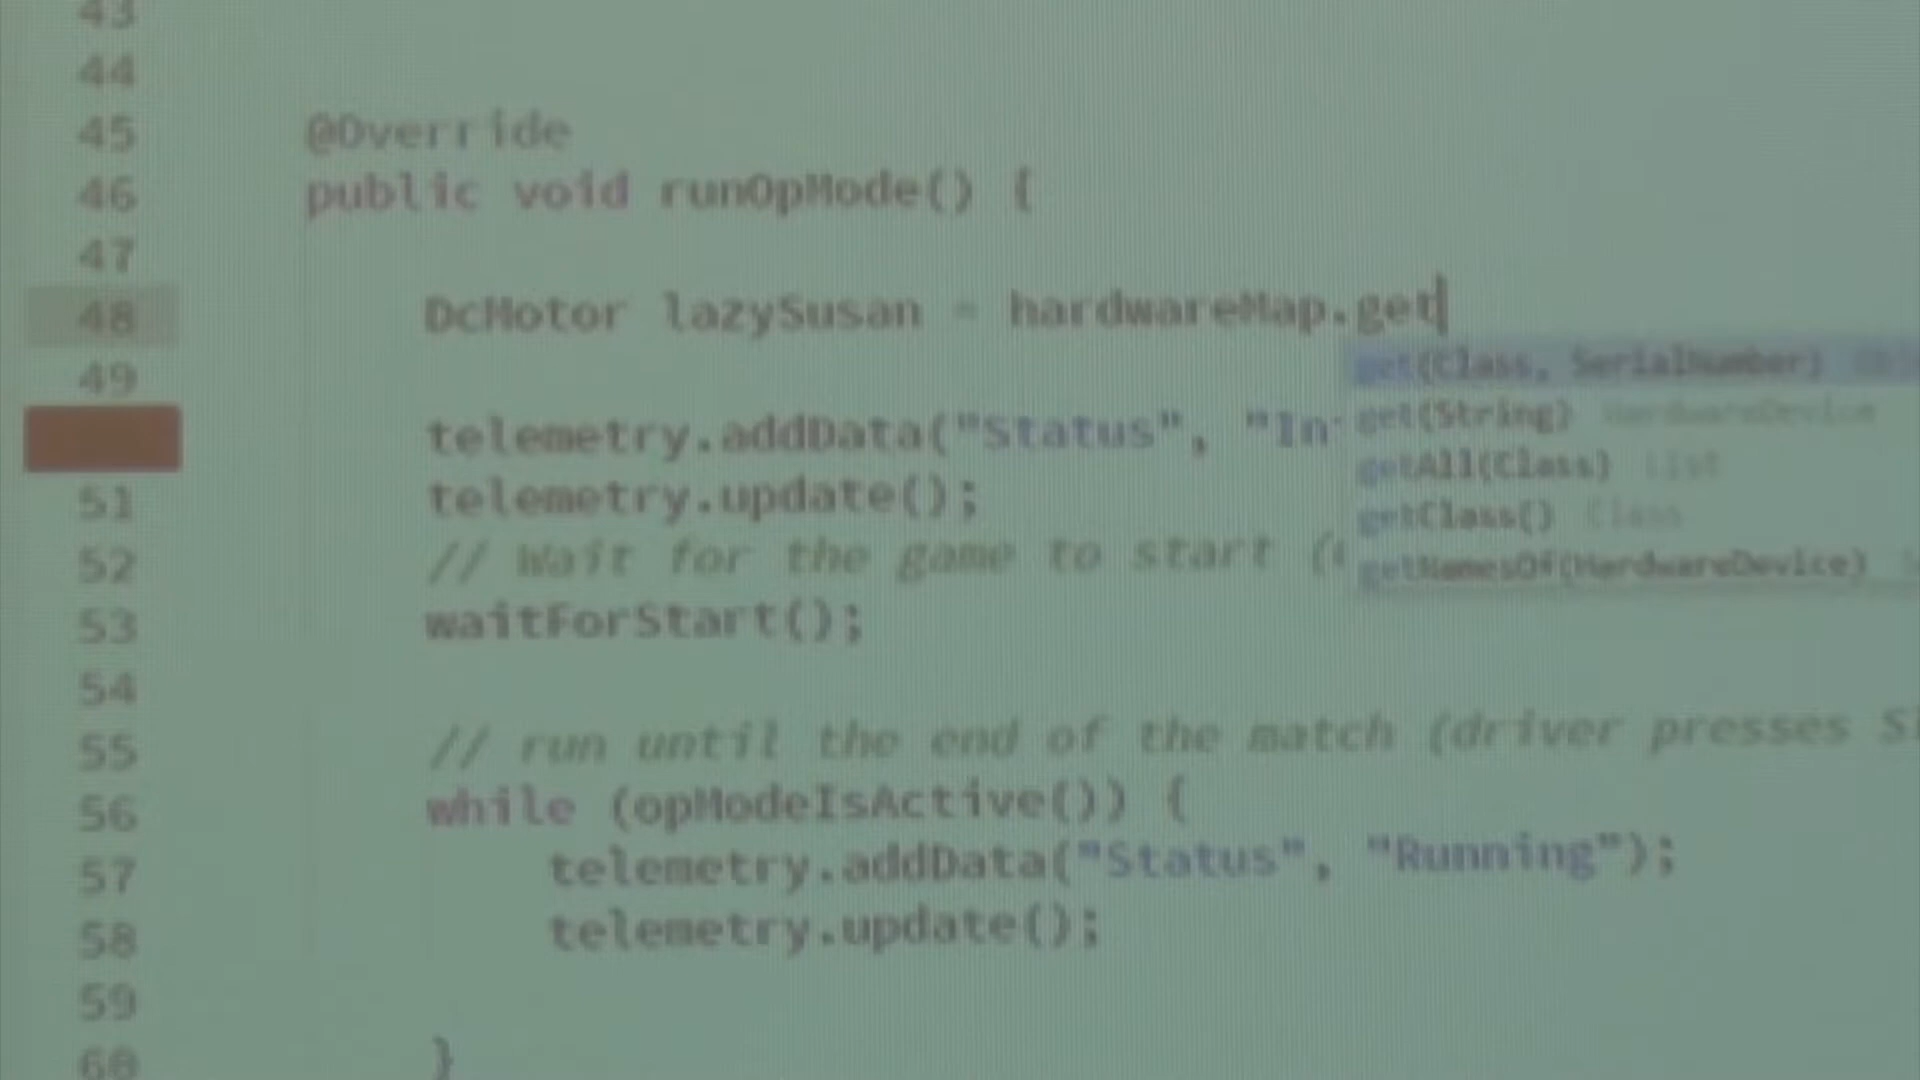 43
44
45 @Override
46 public void runOpMode() {
47
48 DcMotor lazySusan = hardwareMap.get
get(Class, SerialNumber)
49
get(String) HardwareDevice
telemetry.addData("Status", "In
getAll(Class) List
51 telemetry.update();
getClass() Class
52 // Wait for the game to start (
getNamesOf(HardwareDevice)
53 waitForStart();
54
55 // run until the end of the match (driver presses
56 while (opModeIsActive()) {
57 telemetry.addData("Status", "Running");
58 telemetry.update();
59
60 }